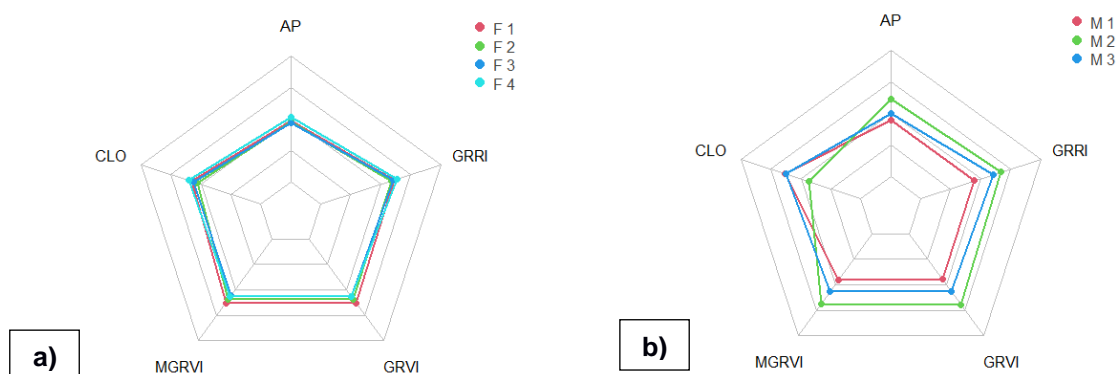 AP
F 1
F 2
F 3
F 4
CLO
GRRI
MGRVI
GRVI
a)
AP
M 1
M 2
M 3
CLO
GRRI
MGRVI
GRVI
b)